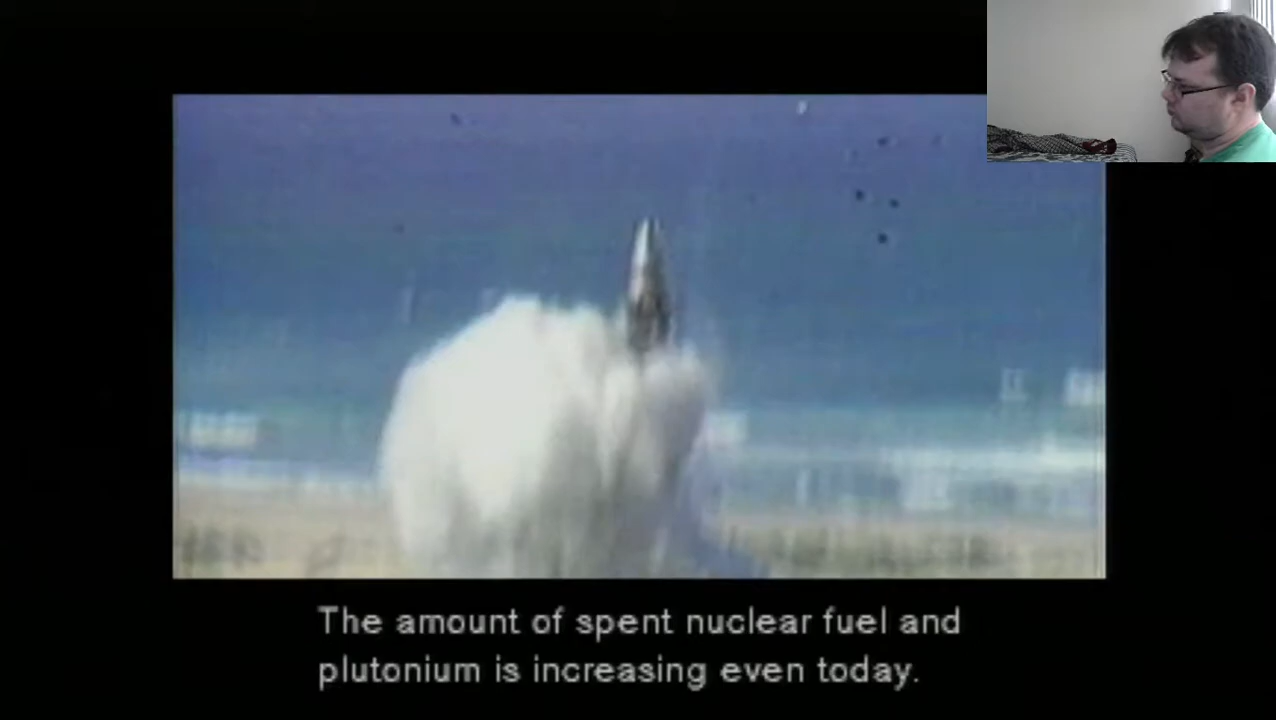 The amount of spent nuclear fuel and
plutonium is increasing even today.